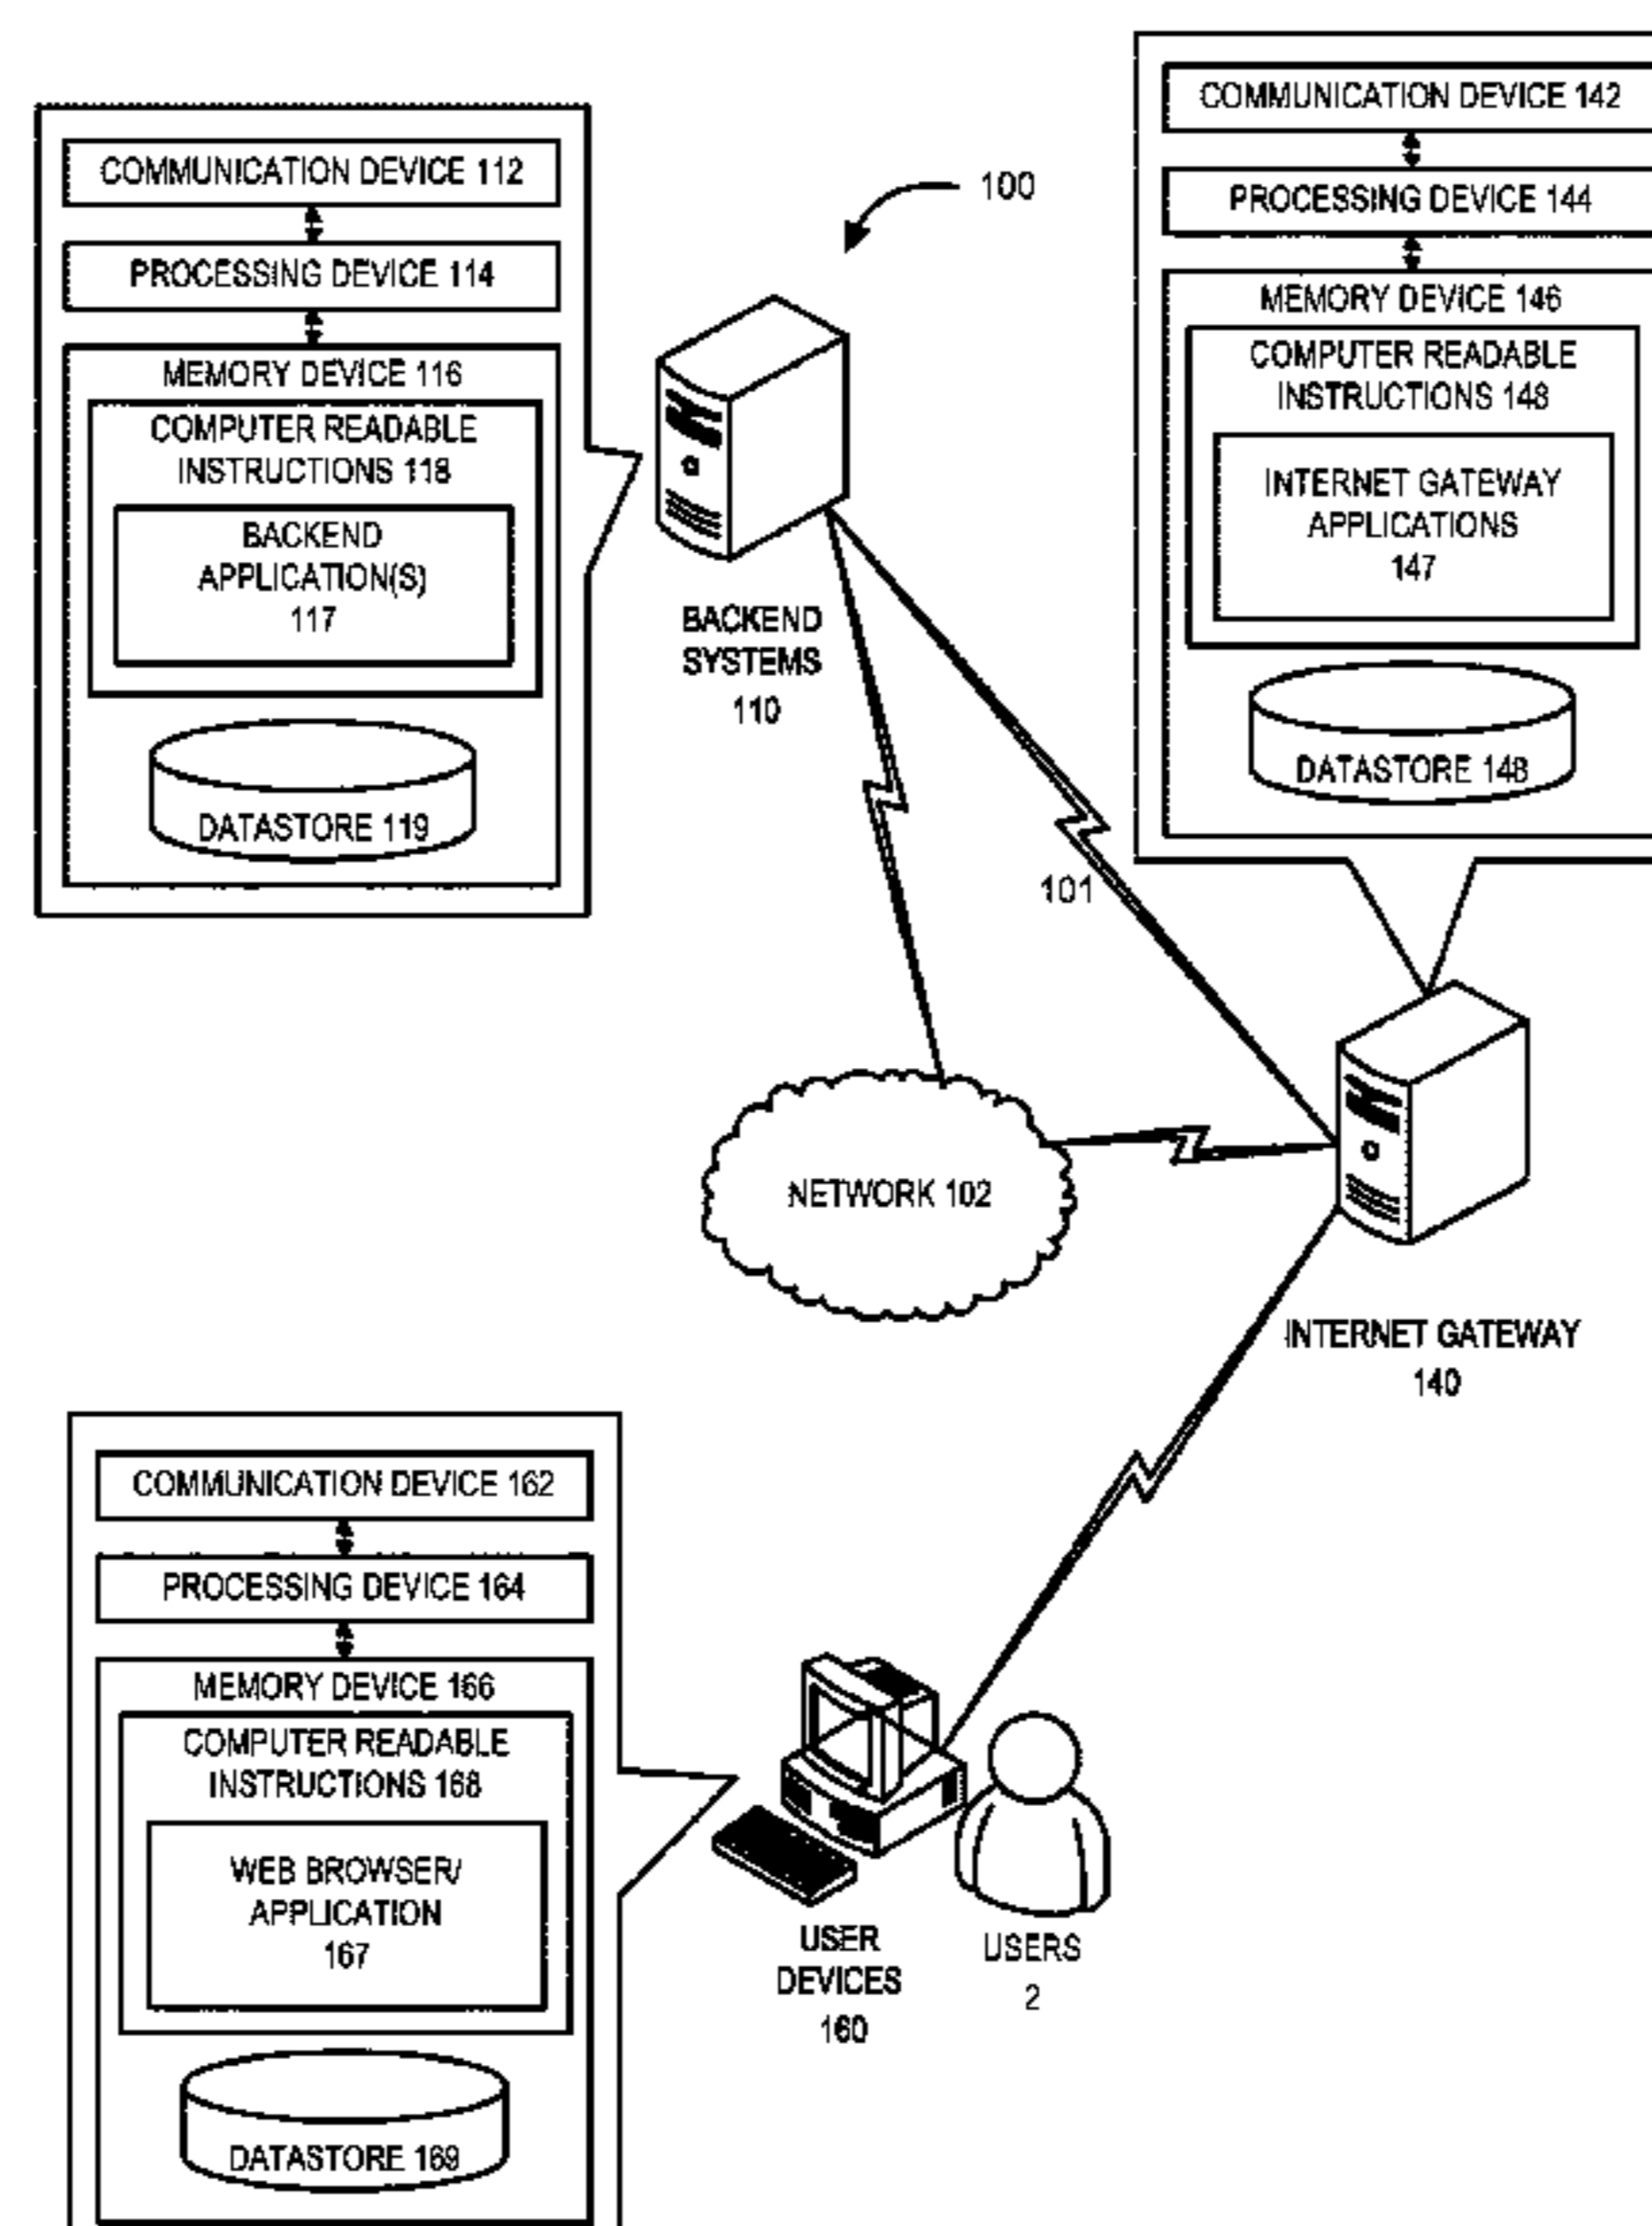 COMMUNICATION DEVICE 112
PROCESSING DEVICE 114
MEMORY DEVICE 116
COMPUTER READABLE
INSTRUCTIONS 118
BACKEND
APPLICATION(S)
117
DATASTORE 119
100
BACKEND
SYSTEMS
110
COMMUNICATION DEVICE 142
PROCESSING DEVICE 144
MEMORY DEVICE 146
COMPUTER READABLE
INSTRUCTIONS 148
INTERNET GATEWAY
APPLICATIONS
147
DATASTORE 148
101
NETWORK 102
INTERNET GATEWAY
140
COMMUNICATION DEVICE 162
PROCESSING DEVICE 164
MEMORY DEVICE 166
COMPUTER READABLE
INSTRUCTIONS 168
WEB BROWSER/
APPLICATION
167
DATASTORE 169
USER
DEVICES
160
USERS
2